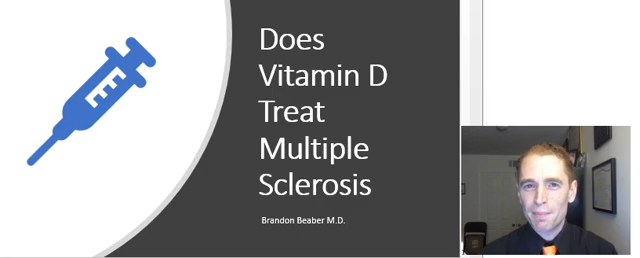 Does
Vitamin D
Treat
Multiple
Sclerosis
Brandon Beaber M.D.